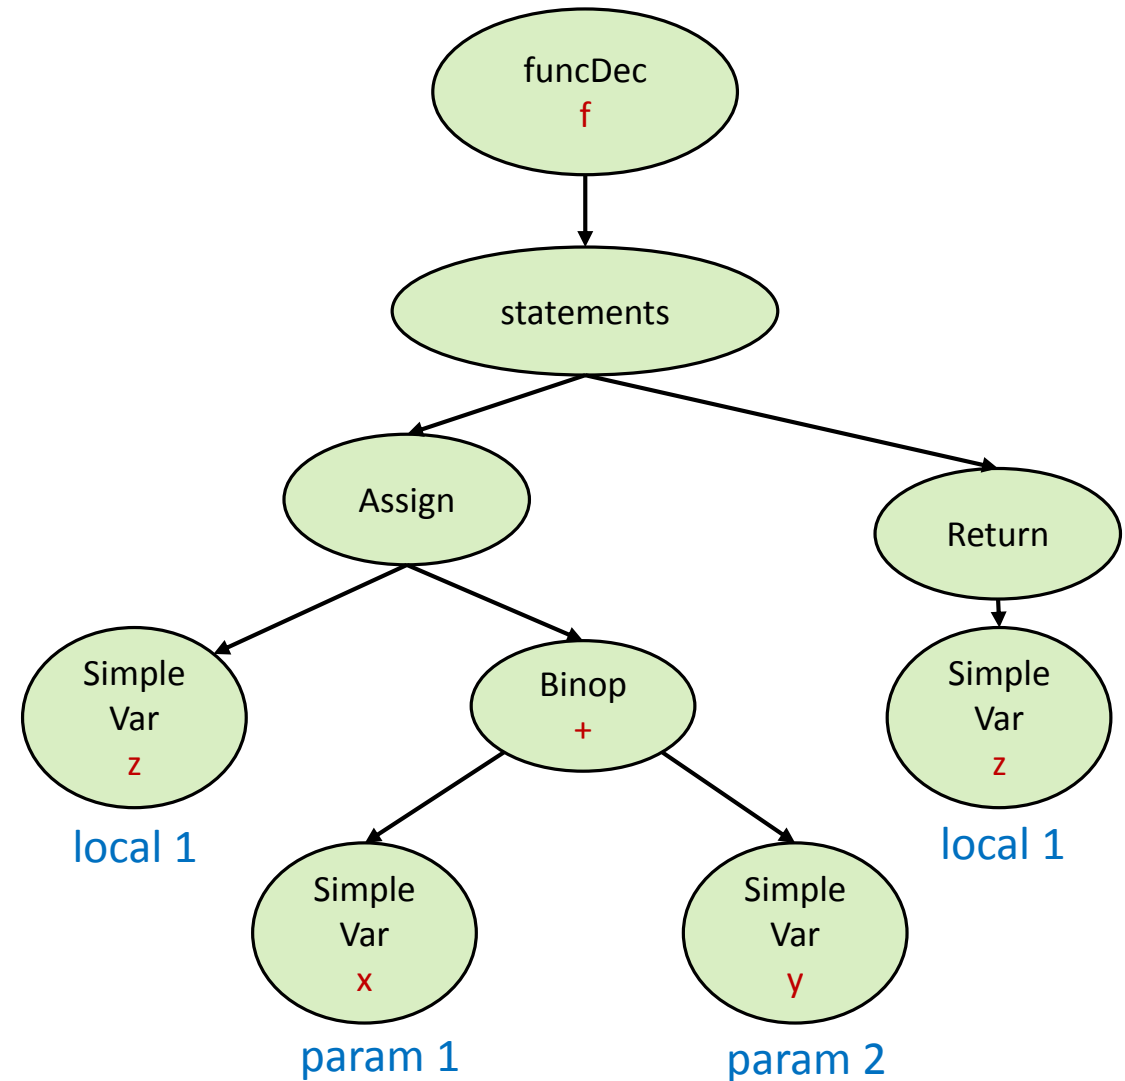 funcDec
f
statements
Assign
Return
Simple
Var
z
local 1
Binop
+
Simple
Var
z
local 1
Simple
Var
x
param 1
Simple
Var
y
param 2